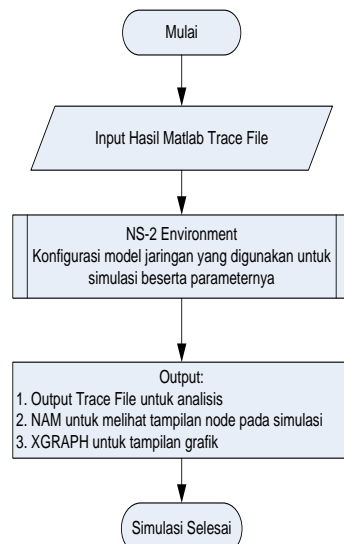 Mulai
Input Hasil Matlab Trace File
NS-2 Environment
Konfigurasi model jaringan yang digunakan untuk
simulasi beserta parameternya
Output:
1. Output Trace File untuk analisis
2. NAM untuk melihat tampilan node pada simulasi
3. XGRAPH untuk tampilan grafik
Simulasi Selesai